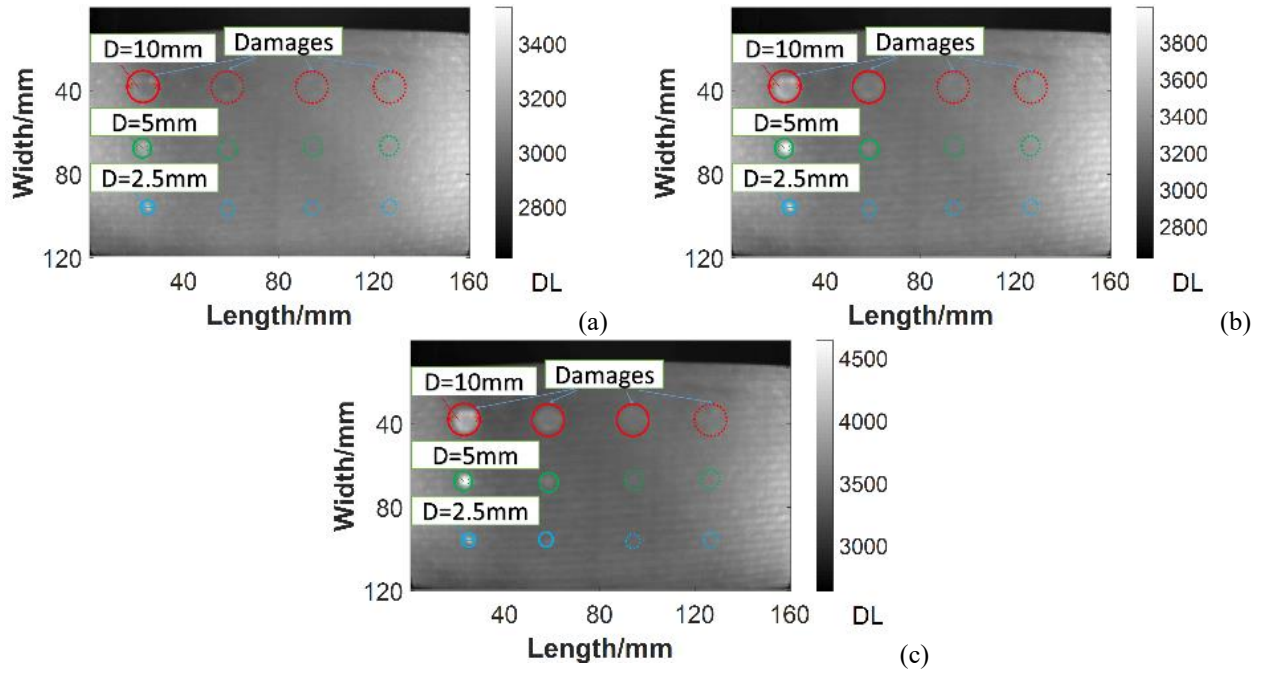 D=10mm
Damages
D=5mm
D=2.5mm
40
80
120
40
80
120
160
Width/mm
Length/mm
3400
3200
3000
2800
DL
(a)
D=10mm
Damages
D=5mm
D=2.5mm
40
80
120
40
80
120
160
Width/mm
Length/mm
3800
3600
3400
3200
3000
2800
DL
(b)
D=10mm
Damages
D=5mm
D=2.5mm
40
80
120
40
80
120
160
Width/mm
Length/mm
4500
4000
3500
3000
DL
(c)